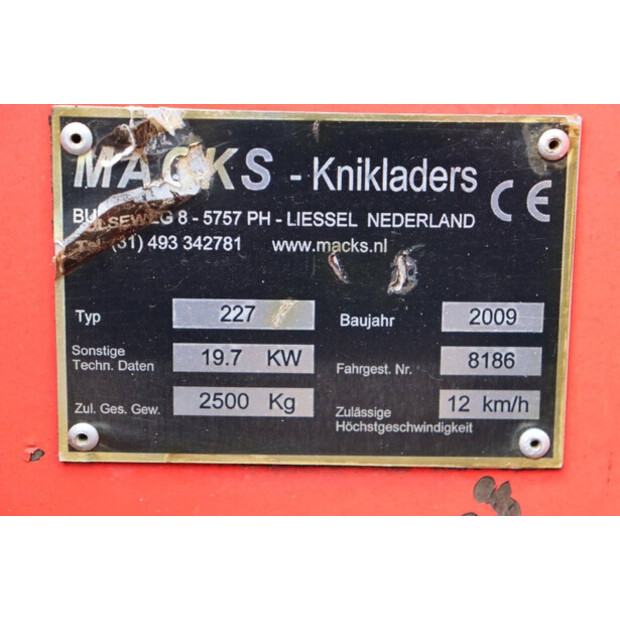 MACKS - Knikladers
8 - 5757 PH - LIESSEL NEDERLAND CE
(31) 493 342781 www.macks.nl
Typ 227 Baujahr 2009
Sonstige Techn. Daten 19.7 KW Fahrgest. Nr. 8186
Zul. Ges. Gew. 2500 Kg Zulässige Höchstgeschwindigkeit 12 km/h